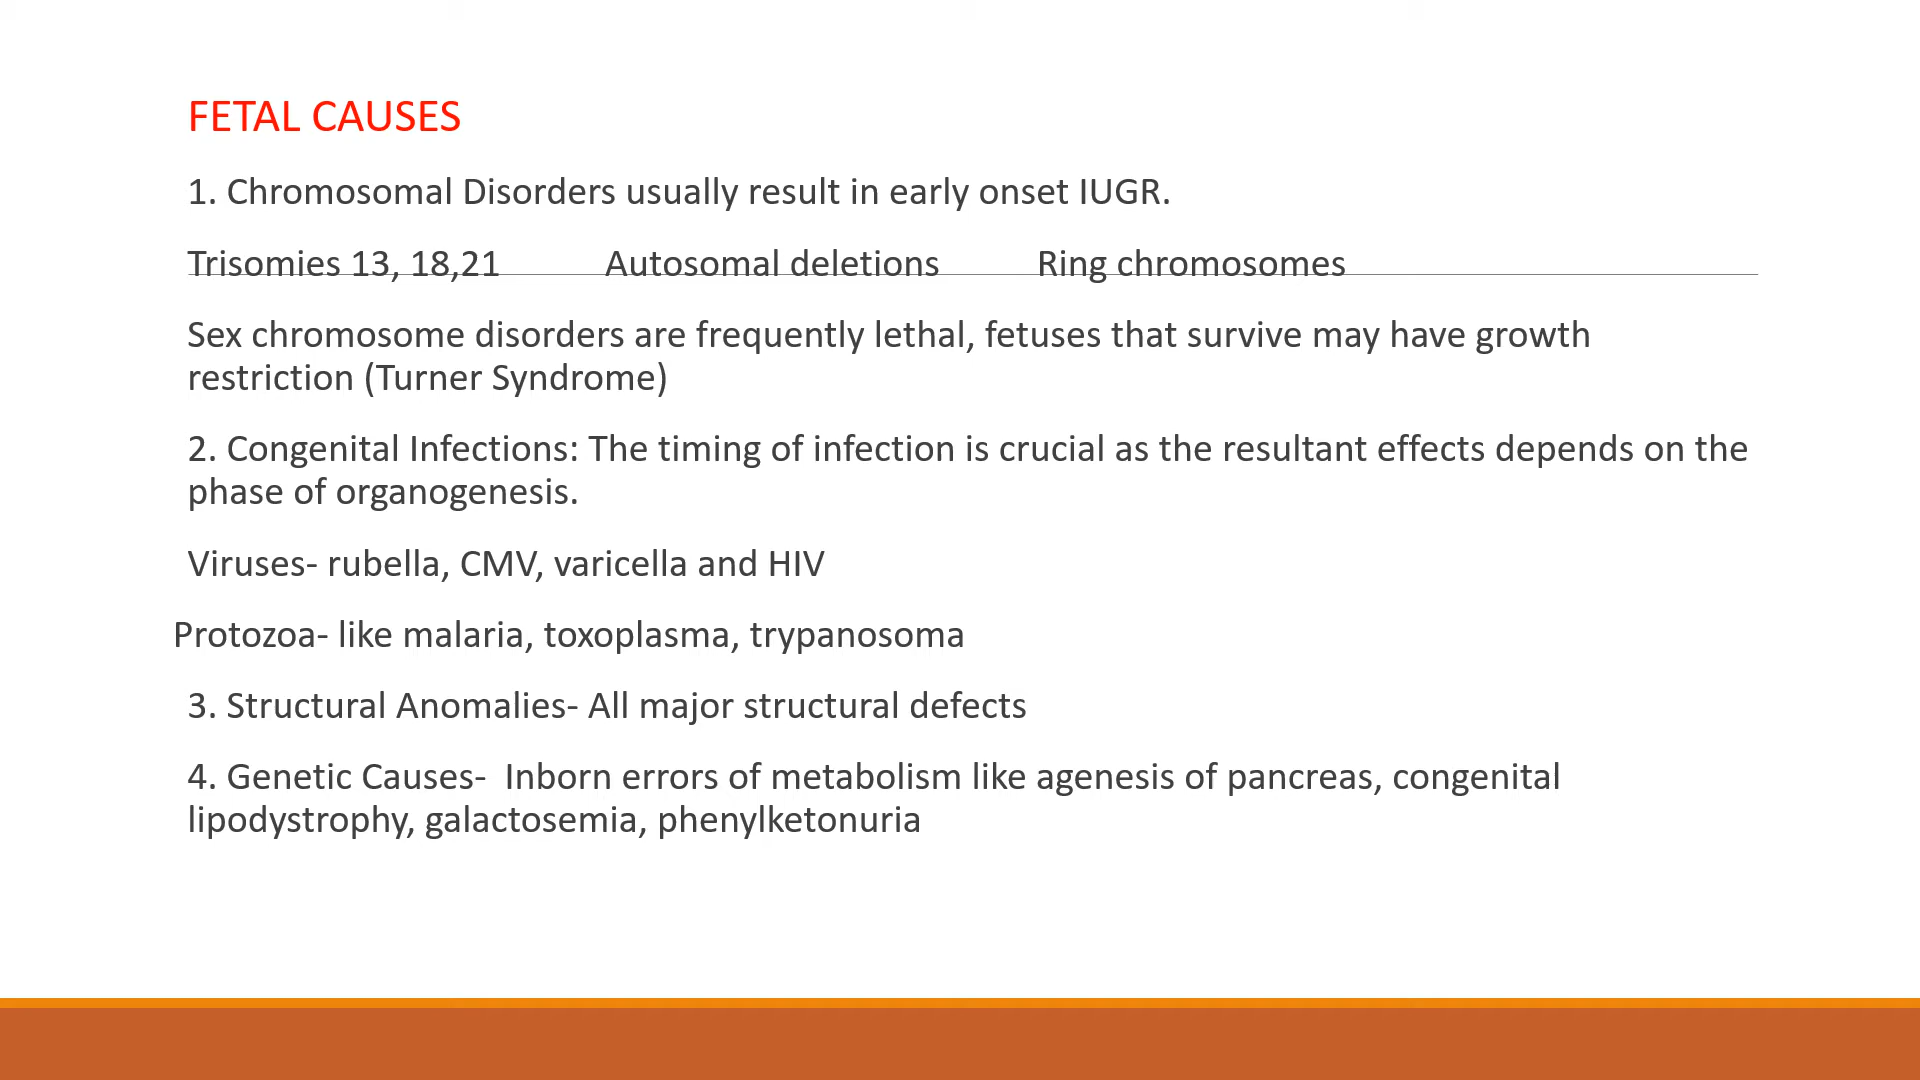 FETAL CAUSES
1. Chromosomal Disorders usually result in early onset IUGR.
Trisomies 13, 18,21 Autosomal deletions Ring chromosomes
Sex chromosome disorders are frequently lethal, fetuses that survive may have growth
restriction (Turner Syndrome)
2. Congenital Infections: The timing of infection is crucial as the resultant effects depends on the
phase of organogenesis.
Viruses- rubella, CMV, varicella and HIV
Protozoa- like malaria, toxoplasma, trypanosoma
3. Structural Anomalies- All major structural defects
4. Genetic Causes- Inborn errors of metabolism like agenesis of pancreas, congenital
lipodystrophy, galactosemia, phenylketonuria